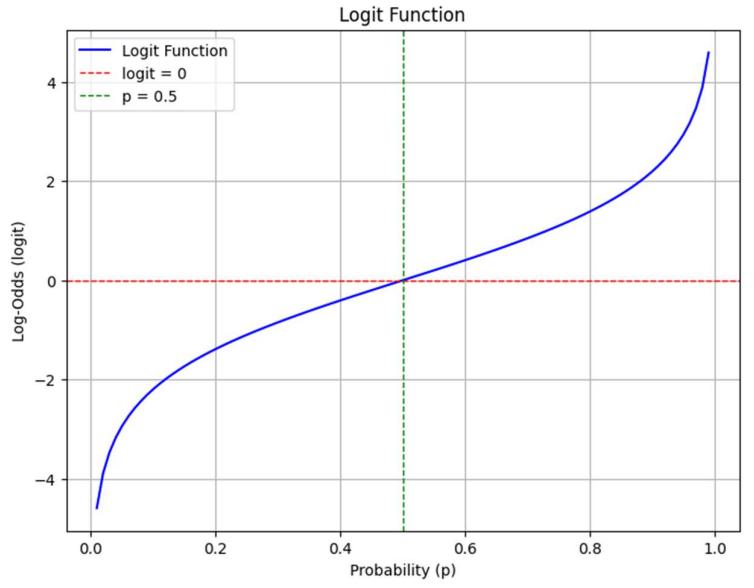 Logit Function
Logit Function
logit = 0
p = 0.5
4
2
0
−2
−4
Log-Odds (logit)
0.0 0.2 0.4 0.6 0.8 1.0
Probability (p)